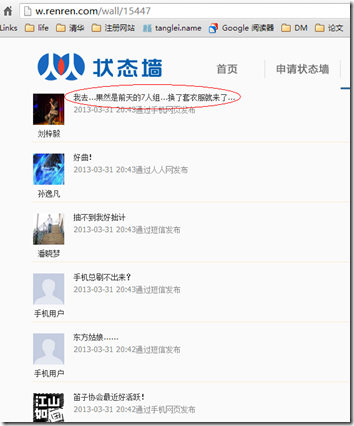 w.renren.com/wall/15447
Links life 清华 注册网站 tanglei.name Google 阅读器 DM 论文
状态墙 首页 申请状态墙
我去...果然是前天的7人组...换了套衣服就来了...
2013-03-31 20:43通过手机网页发布
刘梓毅
好曲!
2013-03-31 20:43通过人人网发布
孙逸凡
抽不到我好拙计
2013-03-31 20:43通过短信发布
潘晓梦
手机总刷不出来?
2013-03-31 20:43通过短信发布
手机用户
东方姑娘……
2013-03-31 20:42通过短信发布
手机用户
笛子协会最近好活跃!
2013-03-31 20:42通过手机网页发布